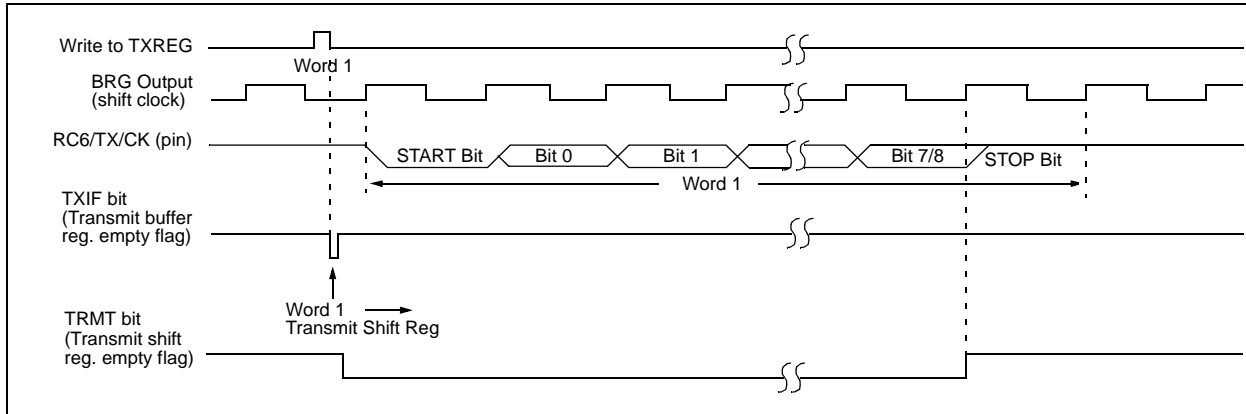 Write to TXREG
Word 1
BRG Output
(shift clock)
RC6/TX/CK (pin)
START Bit
Bit 0
Bit 1
Bit 7/8
STOP Bit
Word 1
TXIF bit
(Transmit buffer
reg. empty flag)
Word 1
Transmit Shift Reg
TRMT bit
(Transmit shift
reg. empty flag)